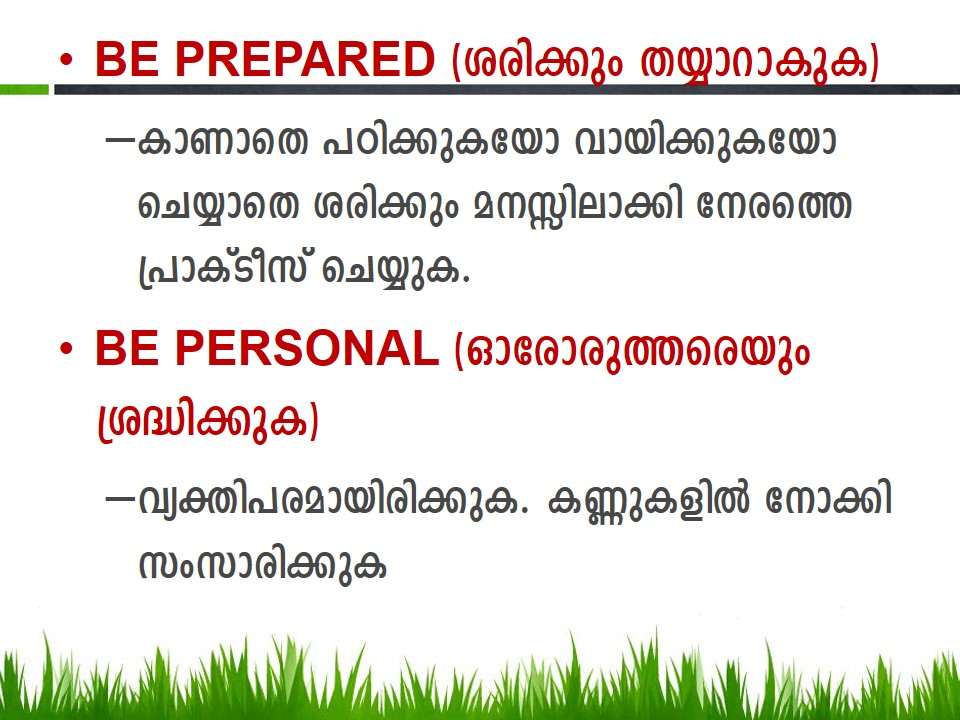 • BE PREPARED (ശരിക്കും തയ്യാറാകുക)
–കാണാതെ പഠിക്കുകയോ വായിക്കുകയോ
ചെയ്യാതെ ശരിക്കും മനസ്സിലാക്കി നേരത്തെ
പ്രാക്ടീസ് ചെയ്യുക.
• BE PERSONAL (ഓരോരുത്തരെയും
ശ്രദ്ധിക്കുക)
–വ്യക്തിപരമായിരിക്കുക. കണ്ണുകളിൽ നോക്കി
സംസാരിക്കുക